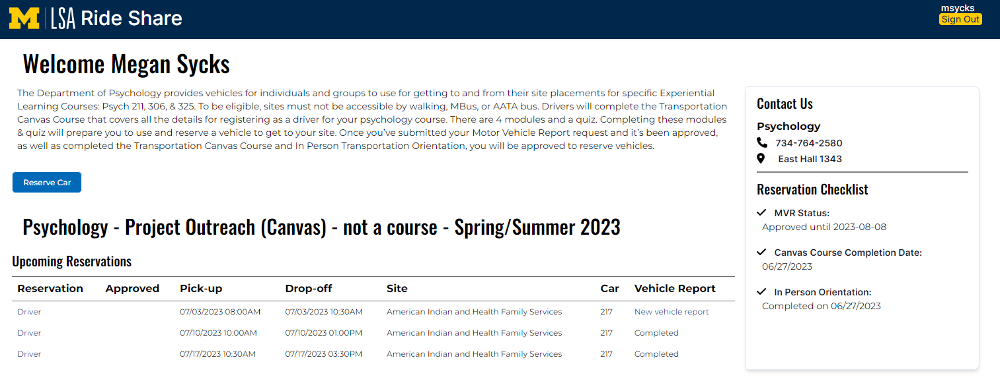 M LSA Ride Share
msycks
Sign Out
Welcome Megan Sycks
The Department of Psychology provides vehicles for individuals and groups to use for getting to and from their site placements for specific Experiential
Learning Courses: Psych 211, 306, & 325. To be eligible, sites must not be accessible by walking, MBus, or AATA bus. Drivers will complete the Transportation
Canvas Course that covers all the details for registering as a driver for your psychology course. There are 4 modules and a quiz. Completing these modules
& quiz will prepare you to use and reserve a vehicle to get to your site. Once you’ve submitted your Motor Vehicle Report request and it’s been approved,
as well as completed the Transportation Canvas Course and In Person Transportation Orientation, you will be approved to reserve vehicles.
Reserve Car
Psychology - Project Outreach (Canvas) - not a course - Spring/Summer 2023
Upcoming Reservations
Reservation Approved Pick-up Drop-off Site Car Vehicle Report
Driver 07/03/2023 08:00AM 07/03/2023 10:30AM American Indian and Health Family Services 217 New vehicle report
Driver 07/10/2023 10:00AM 07/10/2023 01:00PM American Indian and Health Family Services 217 Completed
Driver 07/17/2023 10:30AM 07/17/2023 03:30PM American Indian and Health Family Services 217 Completed
Contact Us
Psychology
734-764-2580
East Hall 1343
Reservation Checklist
MVR Status:
Approved until 2023-08-08
Canvas Course Completion Date:
06/27/2023
In Person Orientation:
Completed on 06/27/2023